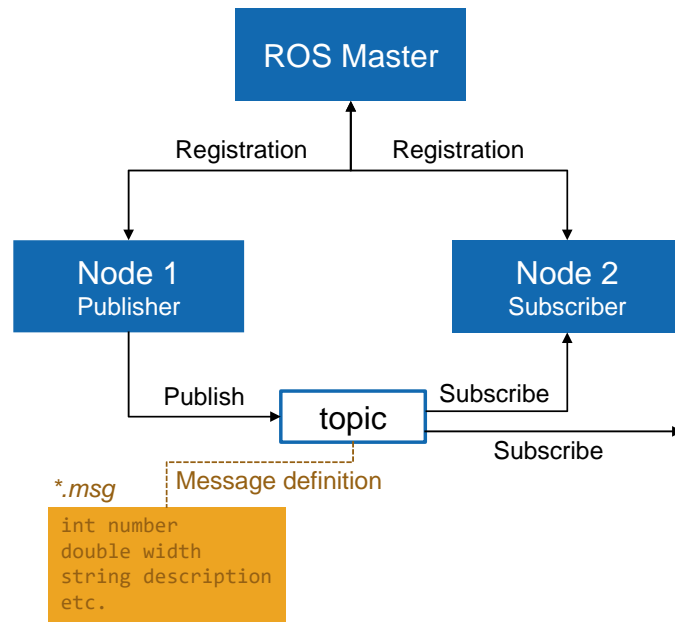 ROS Master
Registration
Registration
Node 1
Publisher
Node 2
Subscriber
Publish
topic
Subscribe
Subscribe
Message definition
*.msg
int number
double width
string description
etc.